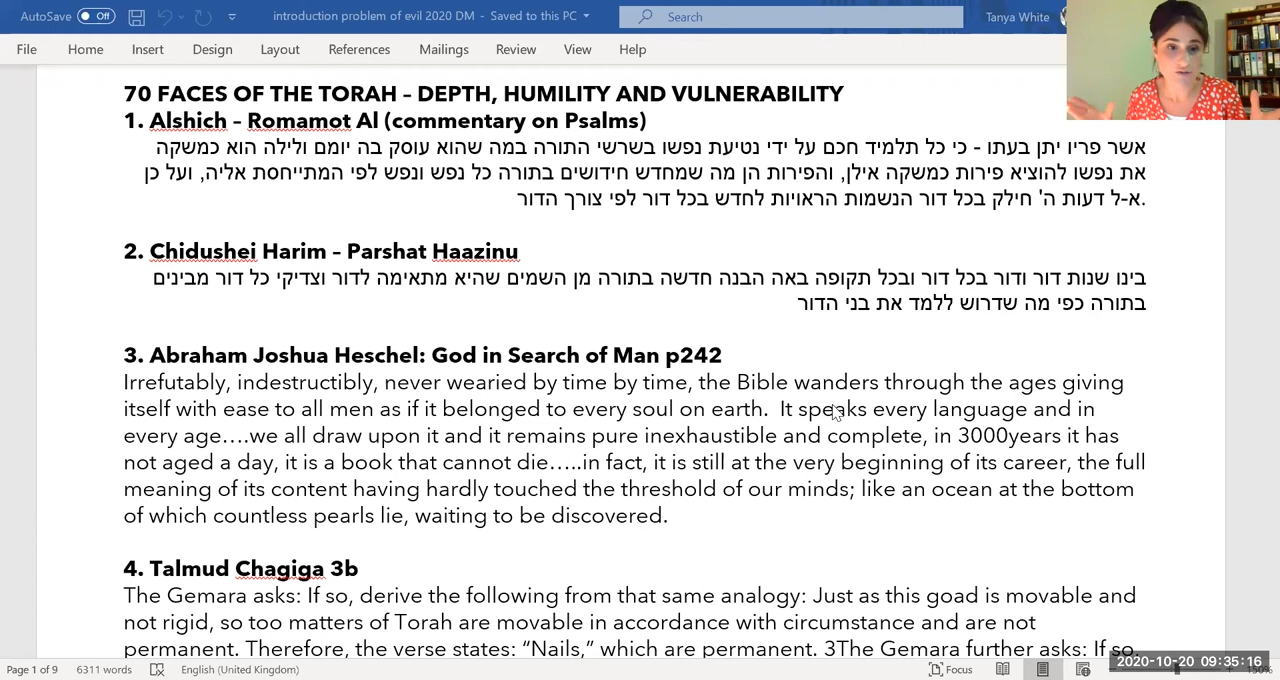 AutoSave Off introduction problem of evil 2020 DM - Saved to this PC Search Tanya White
File Home Insert Design Layout References Mailings Review View Help
70 FACES OF THE TORAH – DEPTH, HUMILITY AND VULNERABILITY
1. Alshich – Romamot Al (commentary on Psalms)
אשר פריו יתן בעתו - כי כל תלמיד חכם על ידי נטיעת נפשו בשרשי התורה במה שהוא עוסק בה יומם ולילה הוא כמשקה
את נפשו להוציא פירות כמשקה אילן, והפירות הן מה שמחדש חידושים בתורה כל נפש ונפש לפי המתייחסת אליה, ועל כן
א-ל דעות ה' חילק בכל דור הנשמות הראויות לחדש בכל דור לפי צורך הדור.
2. Chidushei Harim – Parshat Haazinu
בינו שנות דור ודור בכל דור ובכל תקופה באה הבנה חדשה בתורה מן השמים שהיא מתאימה לדור וצדיקי כל דור מבינים
בתורה כפי מה שדרוש ללמד את בני הדור
3. Abraham Joshua Heschel: God in Search of Man p242
Irrefutably, indestructibly, never wearied by time by time, the Bible wanders through the ages giving
itself with ease to all men as if it belonged to every soul on earth.  It speaks every language and in
every age….we all draw upon it and it remains pure inexhaustible and complete, in 3000years it has
not aged a day, it is a book that cannot die…..in fact, it is still at the very beginning of its career, the full
meaning of its content having hardly touched the threshold of our minds; like an ocean at the bottom
of which countless pearls lie, waiting to be discovered.
4. Talmud Chagiga 3b
The Gemara asks: If so, derive the following from that same analogy: Just as this goad is movable and
not rigid, so too matters of Torah are movable in accordance with circumstance and are not
permanent. Therefore, the verse states: “Nails,” which are permanent. 3The Gemara further asks: If so,
Page 1 of 9 6311 words English (United Kingdom) Focus 150%
2020-10-20 09:35:16